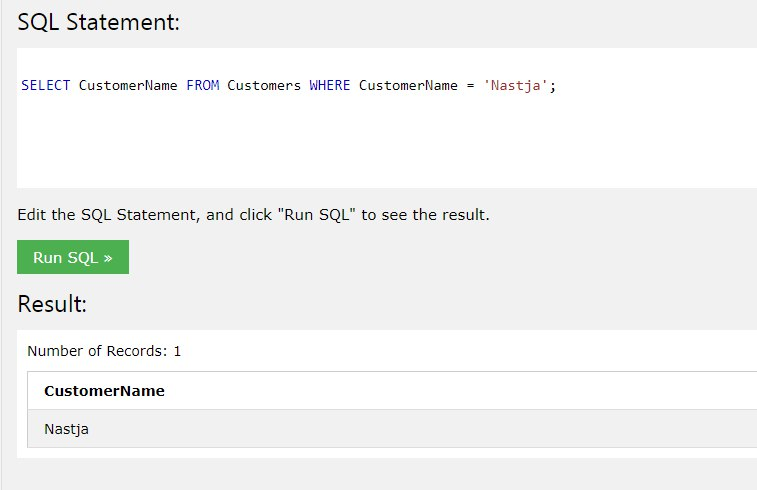 SQL Statement:
SELECT CustomerName FROM Customers WHERE CustomerName = 'Nastja';
Edit the SQL Statement, and click "Run SQL" to see the result.
Run SQL »
Result:
Number of Records: 1
CustomerName
Nastja